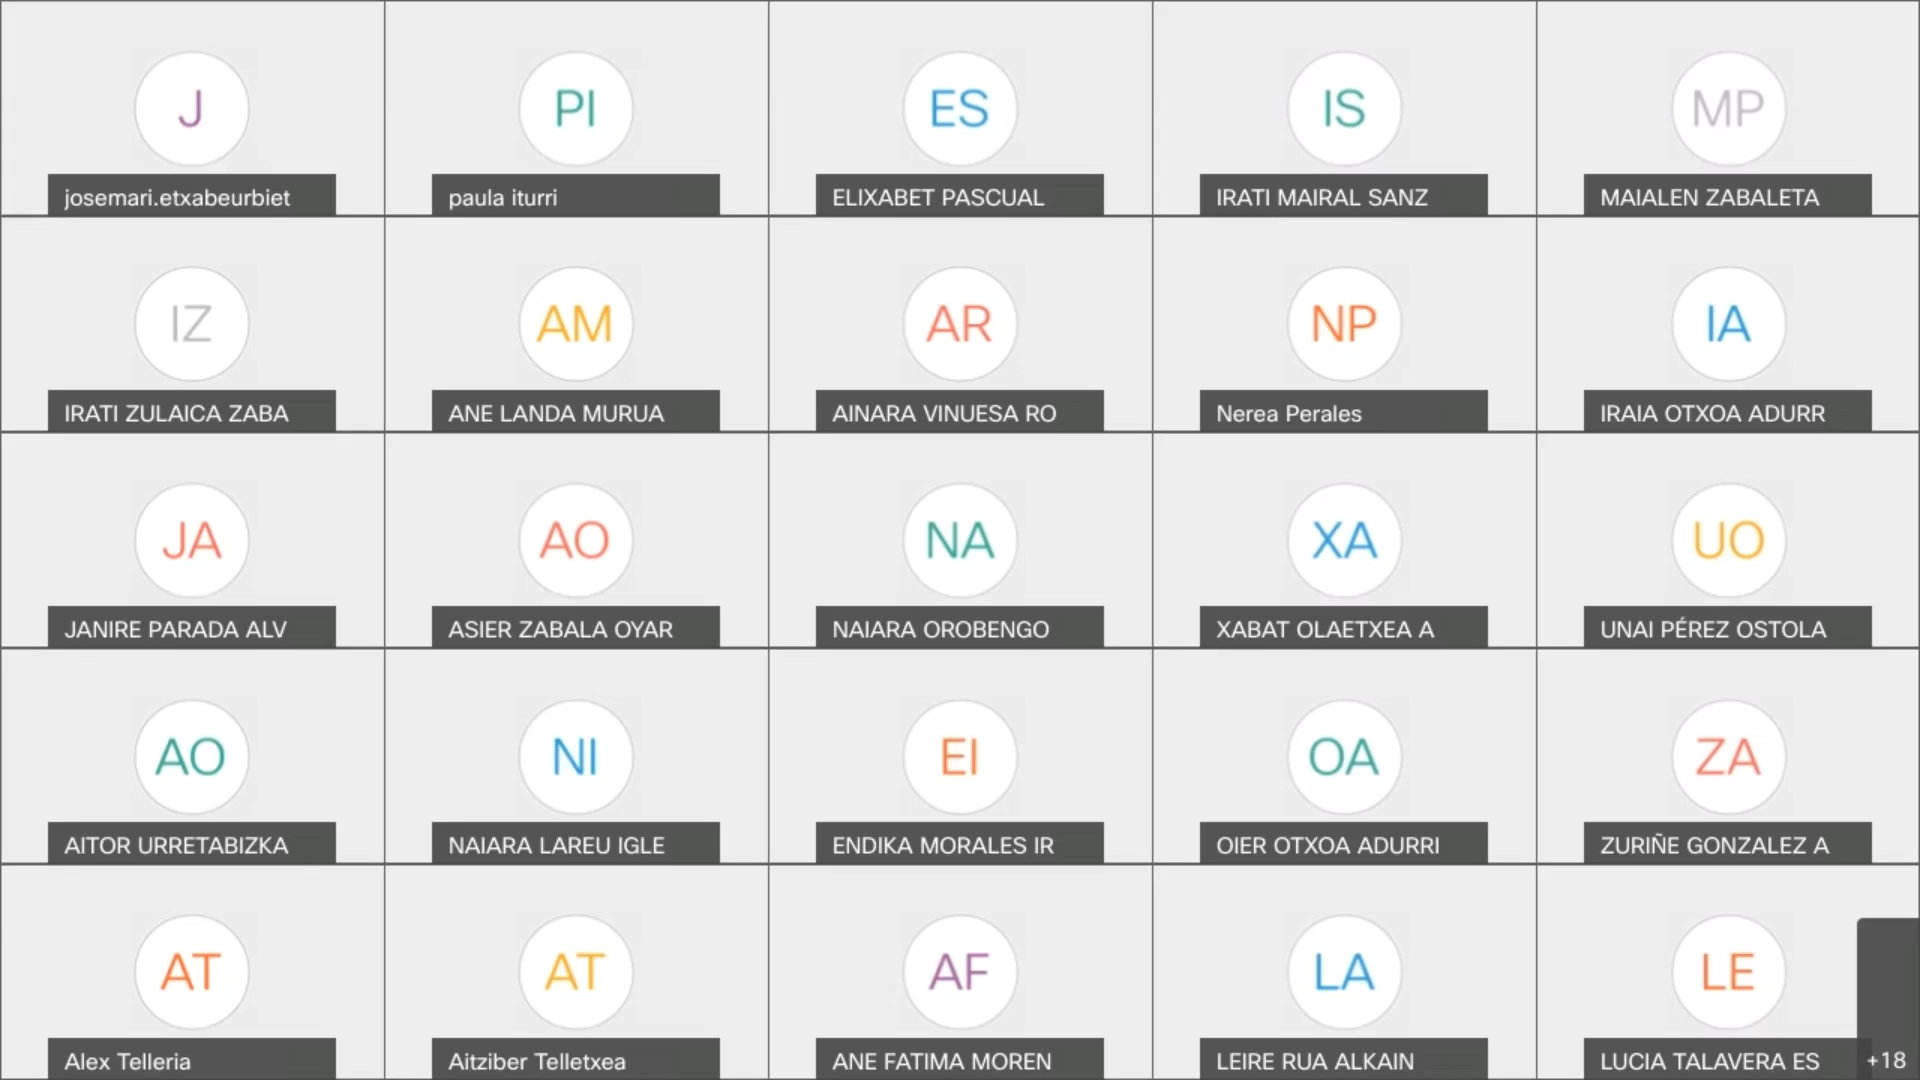 J
PI
ES
IS
MP
josemari.etxabeurbiet
paula iturri
ELIXABET PASCUAL
IRATI MAIRAL SANZ
MAIALEN ZABALETA
IZ
AM
AR
NP
IA
IRATI ZULAICA ZABA
ANE LANDA MURUA
AINARA VINUESA RO
Nerea Perales
IRAIA OTXOA ADURR
JA
AO
NA
XA
UO
JANIRE PARADA ALV
ASIER ZABALA OYAR
NAIARA OROBENGO
XABAT OLAETXEA A
UNAI PÉREZ OSTOLA
AO
NI
EI
OA
ZA
AITOR URRETABIZKA
NAIARA LAREU IGLE
ENDIKA MORALES IR
OIER OTXOA ADURRI
ZURIÑE GONZALEZ A
AT
AT
AF
LA
LE
Alex Telleria
Aitziber Telletxea
ANE FATIMA MOREN
LEIRE RUA ALKAIN
LUCIA TALAVERA ES
+18